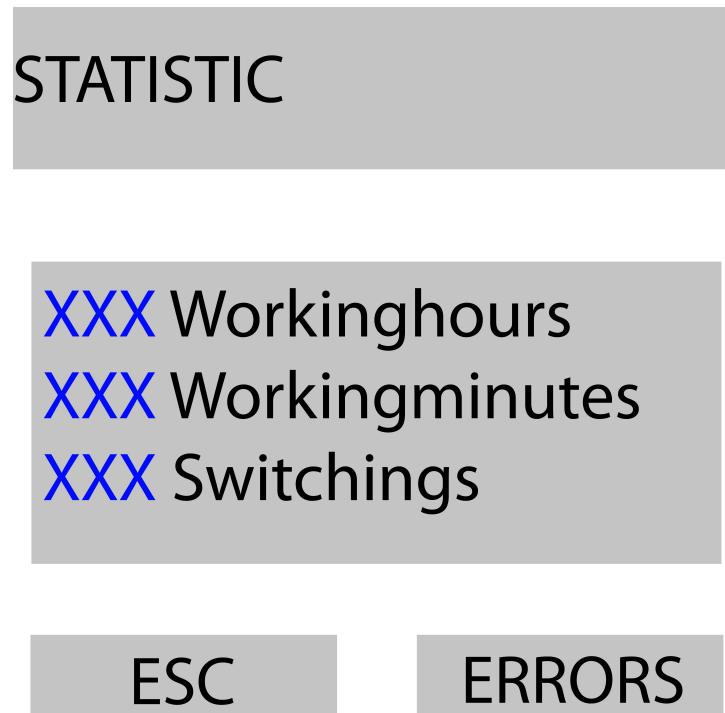 STATISTIC
XXX Workinghours
XXX Workingminutes
XXX Switchings
ESC
ERRORS